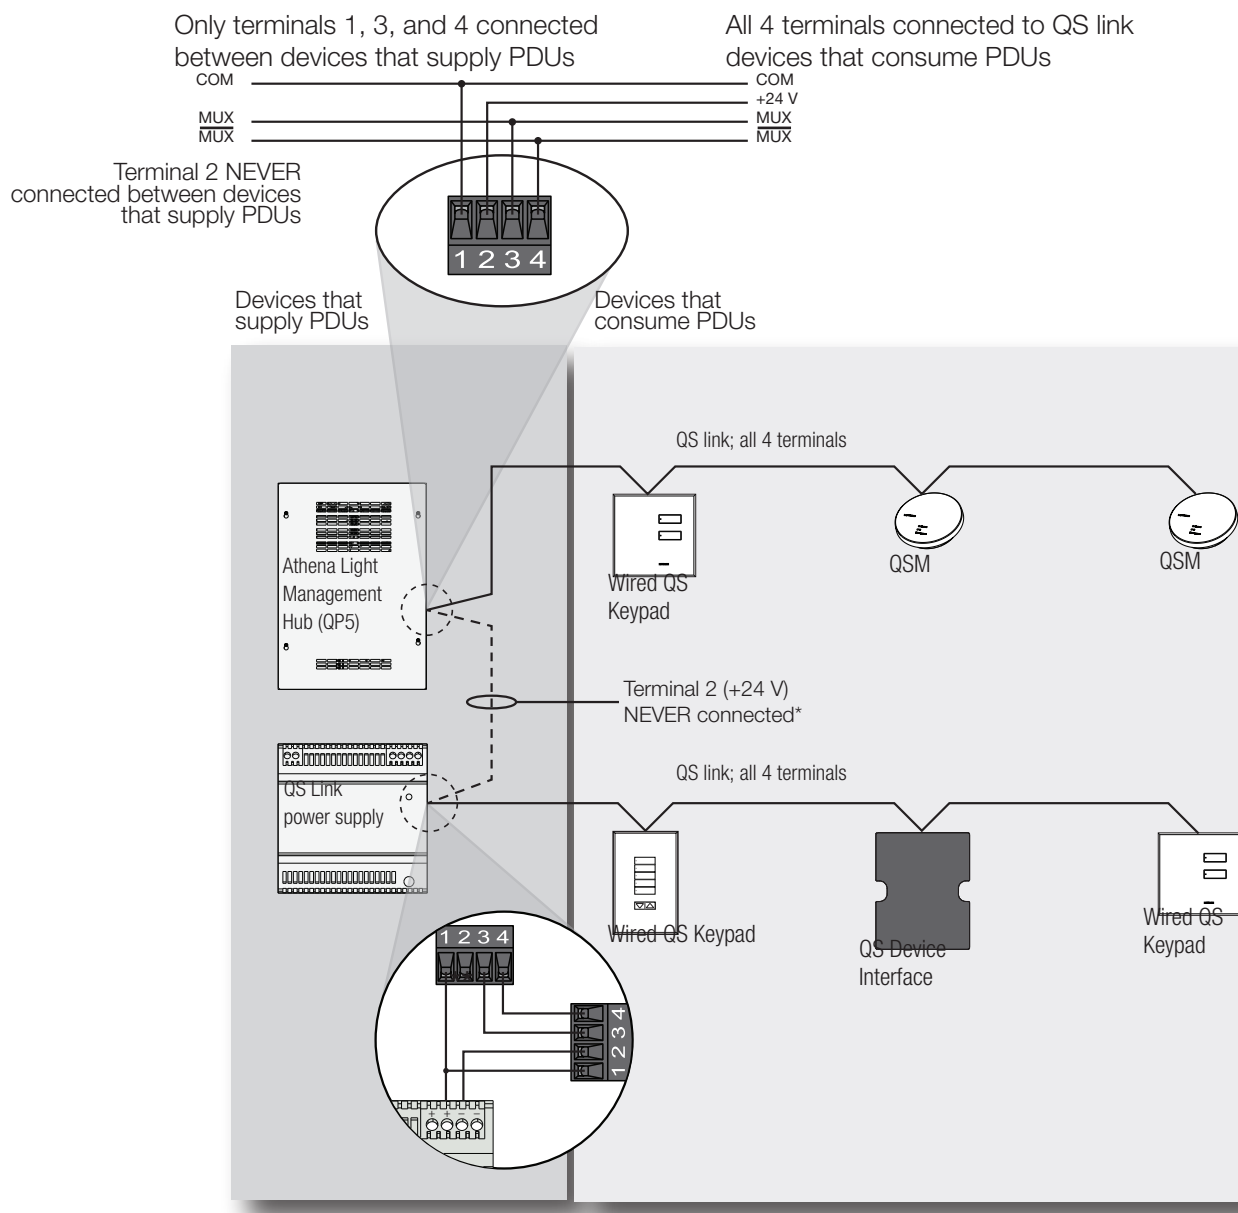 Only terminals 1, 3, and 4 connected
between devices that supply PDUs
All 4 terminals connected to QS link
devices that consume PDUs
COM
MUX
MUX
COM
+24 V
MUX
MUX
Terminal 2 NEVER
connected between devices
that supply PDUs
1 2 3 4
Devices that
supply PDUs
Devices that
consume PDUs
QS link; all 4 terminals
Athena Light
Management
Hub (QP5)
Wired QS
Keypad
QSM
QSM
Terminal 2 (+24 V)
NEVER connected*
QS link; all 4 terminals
QS Link
power supply
Wired QS Keypad
QS Device
Interface
Wired QS
Keypad
1 2 3 4
1 2 3 4
+ + – –